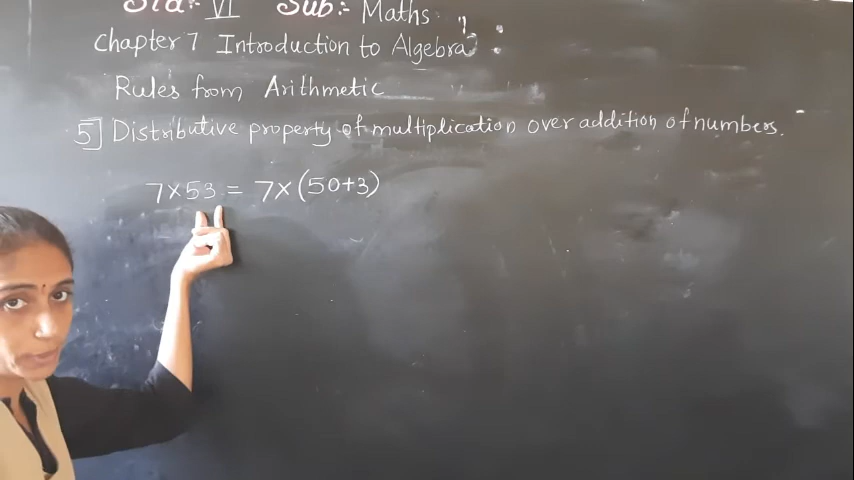 Std:- VI Sub:- Maths
Chapter 7 Introduction to Algebra
Rules from Arithmetic
5] Distributive property of multiplication over addition of numbers.
7×53 = 7×(50+3)